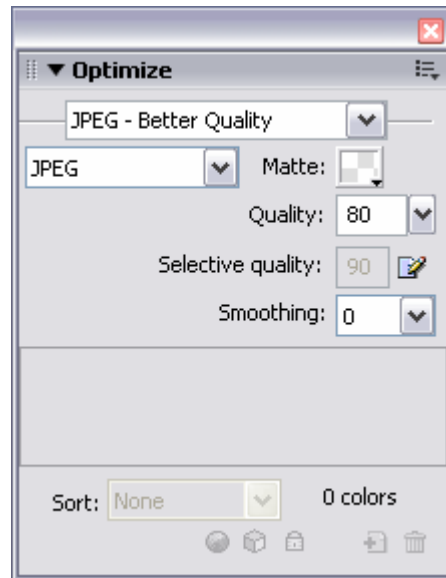 Optimize
JPEG - Better Quality
JPEG Matte:
Quality: 80
Selective quality: 90
Smoothing: 0
Sort: None 0 colors